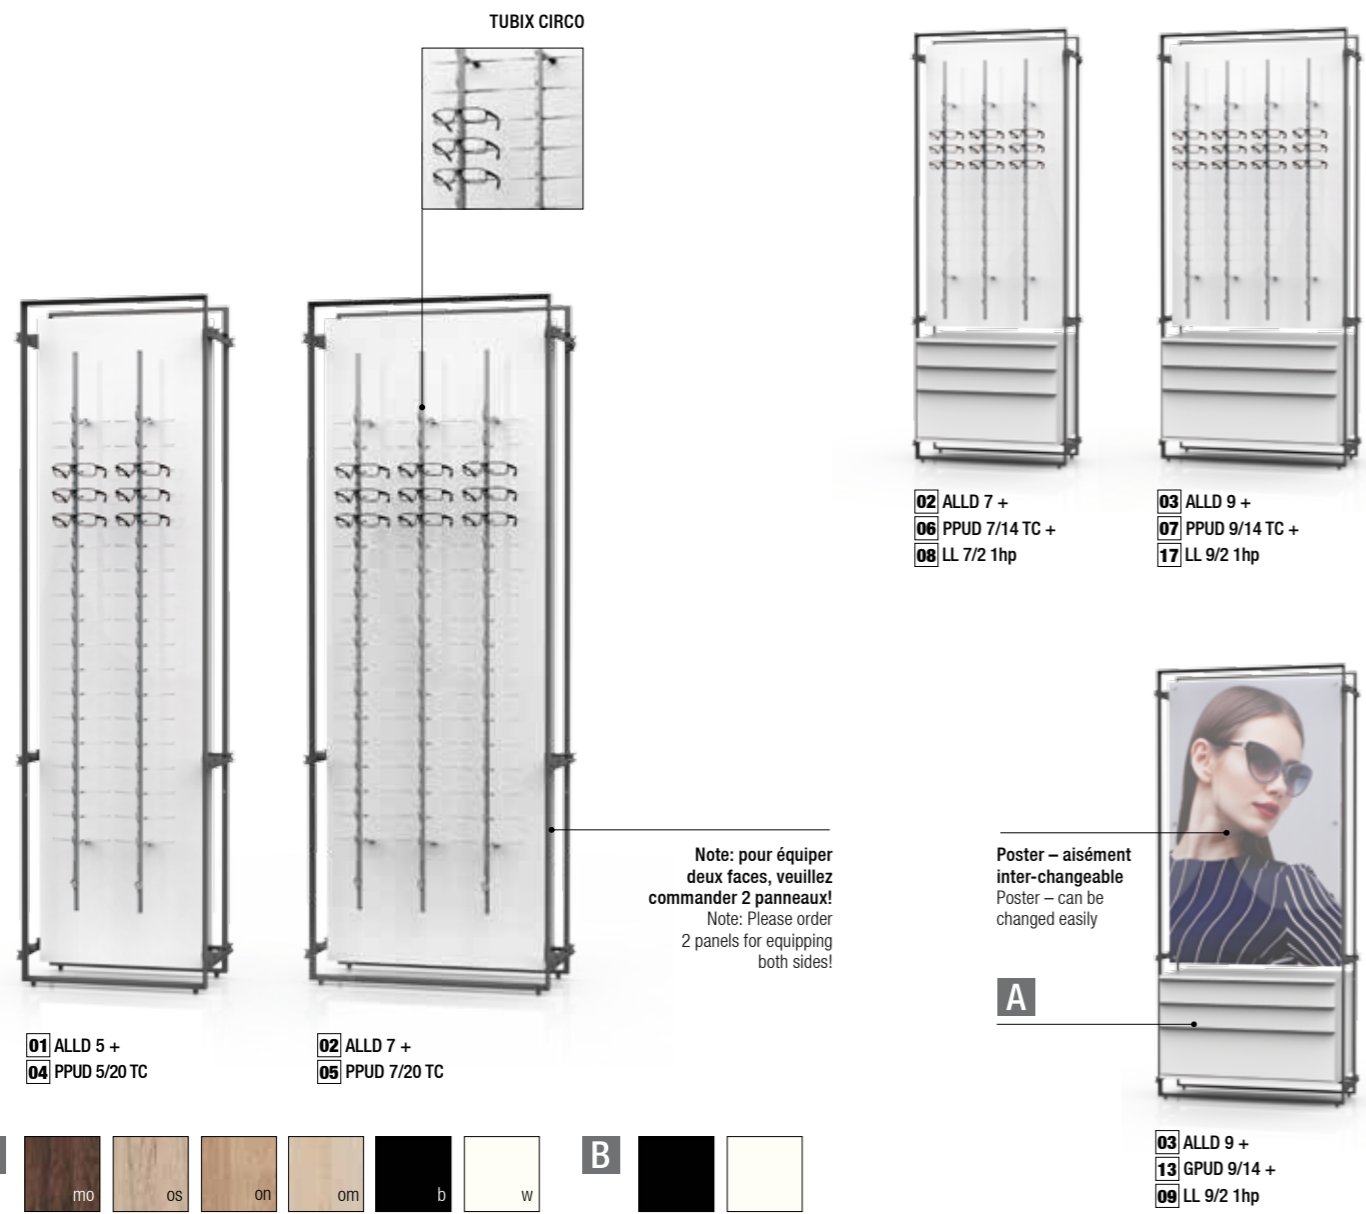 TUBIX CIRCO
02 ALLD 7 +
06 PPUD 7/14 TC +
08 LL 7/2 1hp
03 ALLD 9 +
07 PPUD 9/14 TC +
17 LL 9/2 1hp
Note: pour équiper
deux faces, veuillez
commander 2 panneaux!
Note: Please order
2 panels for equipping
both sides!
Poster – aisément
inter-changeable
Poster – can be
changed easily
A
01 ALLD 5 +
04 PPUD 5/20 TC
02 ALLD 7 +
05 PPUD 7/20 TC
03 ALLD 9 +
13 GPUD 9/14 +
09 LL 9/2 1hp
mo os on om b w
B